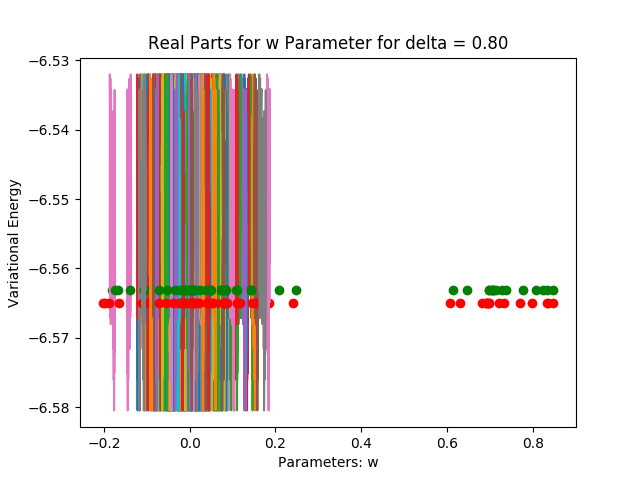 Real Parts for w Parameter for delta = 0.80
−6.53
−6.54
−6.55
−6.56
−6.57
−6.58
Variational Energy
−0.2 0.0 0.2 0.4 0.6 0.8
Parameters: w